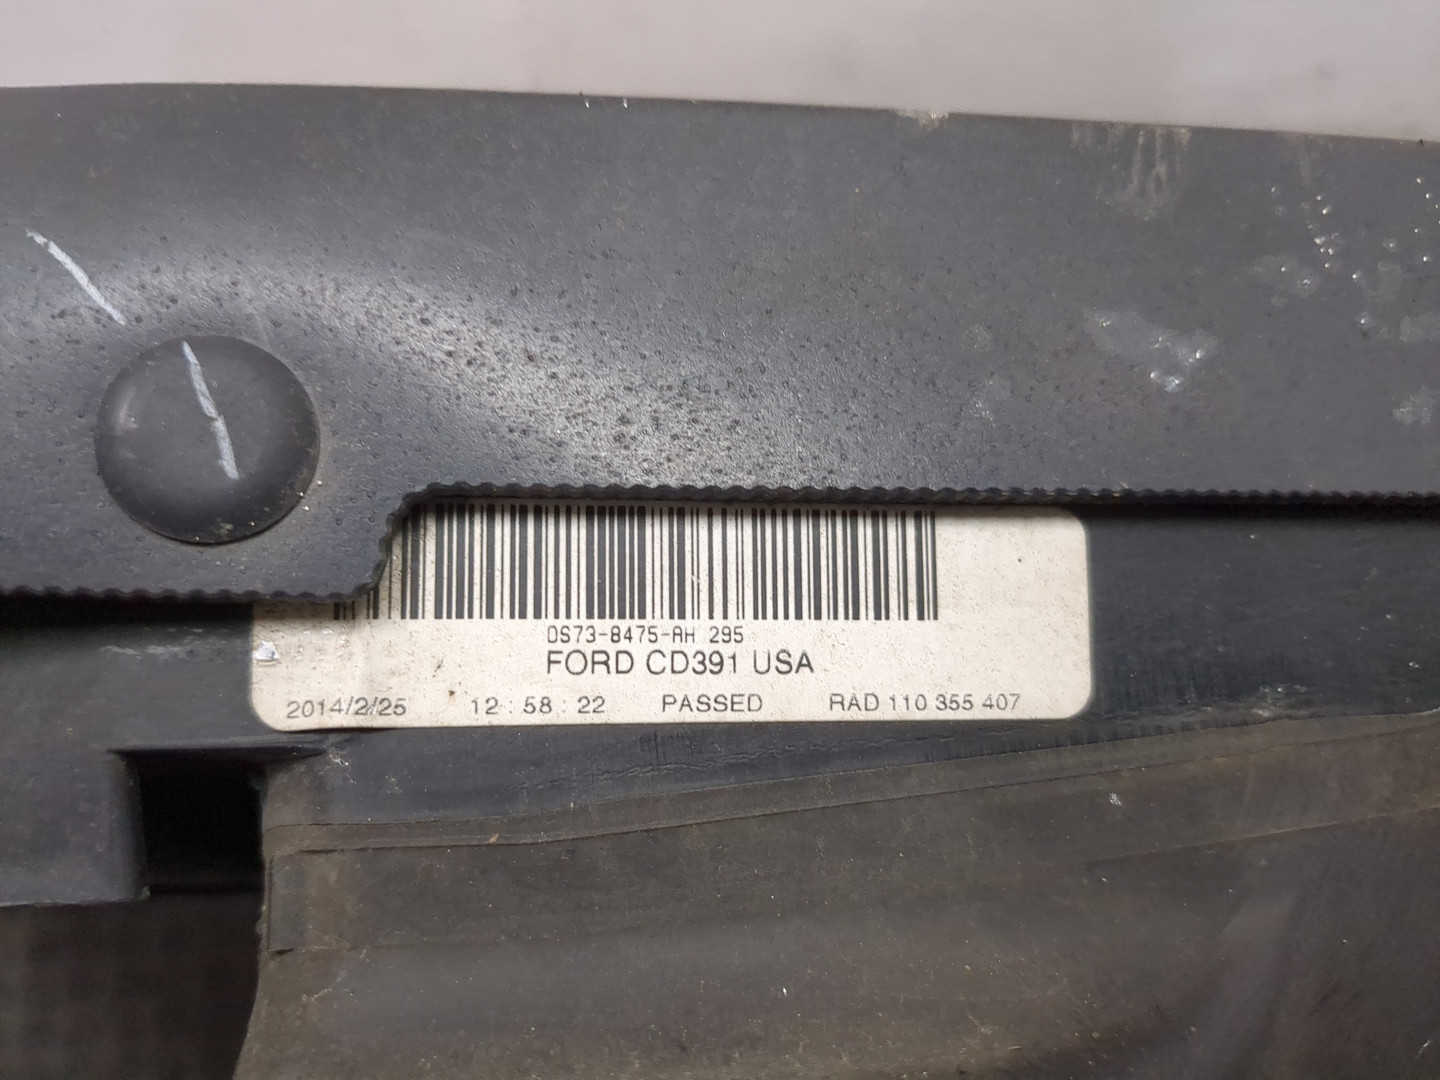 DS73-8475-AH 295
FORD CD391 USA
2014/2/25 12 : 58 : 22 PASSED RAD 110 355 407